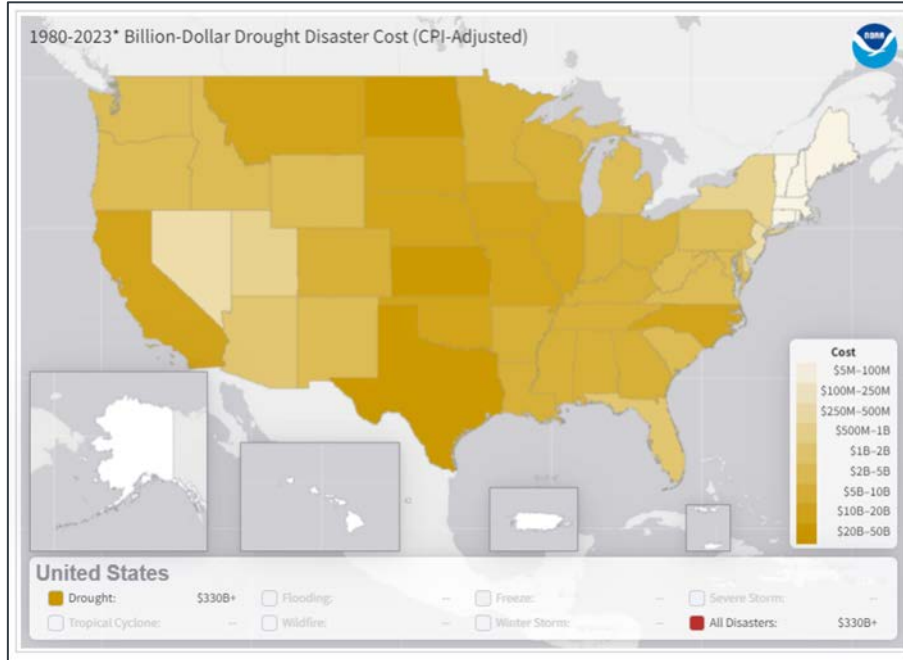 1980-2023* Billion-Dollar Drought Disaster Cost (CPI-Adjusted)
NOAA
Cost
$5M–100M
$100M–250M
$250M–500M
$500M–1B
$1B–2B
$2B–5B
$5B–10B
$10B–20B
$20B–50B
United States
Drought: $330B+ Flooding: -- Freeze: -- Severe Storm: --
Tropical Cyclone: -- Wildfire: -- Winter Storm: -- All Disasters: $330B+